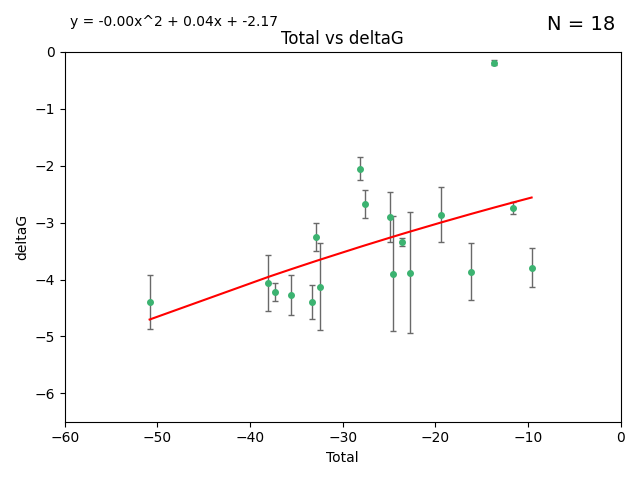 y = -0.00x^2 + 0.04x + -2.17
N = 18
Total vs deltaG
0
−1
−2
−3
−4
−5
−6
deltaG
−60
−50
−40
−30
−20
−10
0
Total